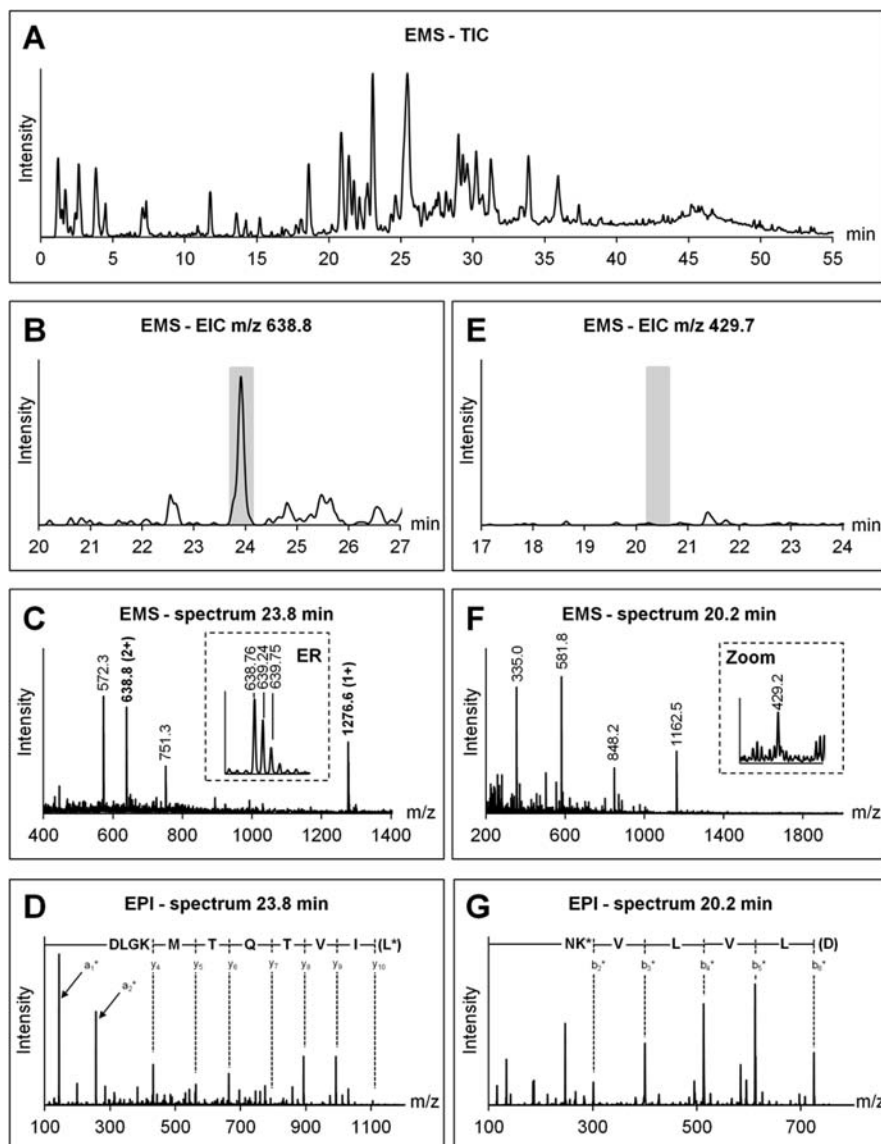 A
EMS - TIC
Intensity
min
0 5 10 15 20 25 30 35 40 45 50 55
B
EMS - EIC m/z 638.8
Intensity
min
20 21 22 23 24 25 26 27
E
EMS - EIC m/z 429.7
Intensity
min
17 18 19 20 21 22 23 24
C
EMS - spectrum 23.8 min
Intensity
572.3
638.8 (2+)
751.3
ER
638.76
639.24
639.75
1276.6 (1+)
m/z
400 600 800 1000 1200 1400
F
EMS - spectrum 20.2 min
Intensity
335.0
581.8
848.2
1162.5
Zoom
429.2
m/z
200 600 1000 1400 1800
D
EPI - spectrum 23.8 min
Intensity
DLGK M T Q T V I (L*)
a1* a2* y4 y5 y6 y7 y8 y9 y10
m/z
100 300 500 700 900 1100
G
EPI - spectrum 20.2 min
Intensity
NK* V L V L (D)
b2* b3* b4* b5* b6*
m/z
100 300 500 700